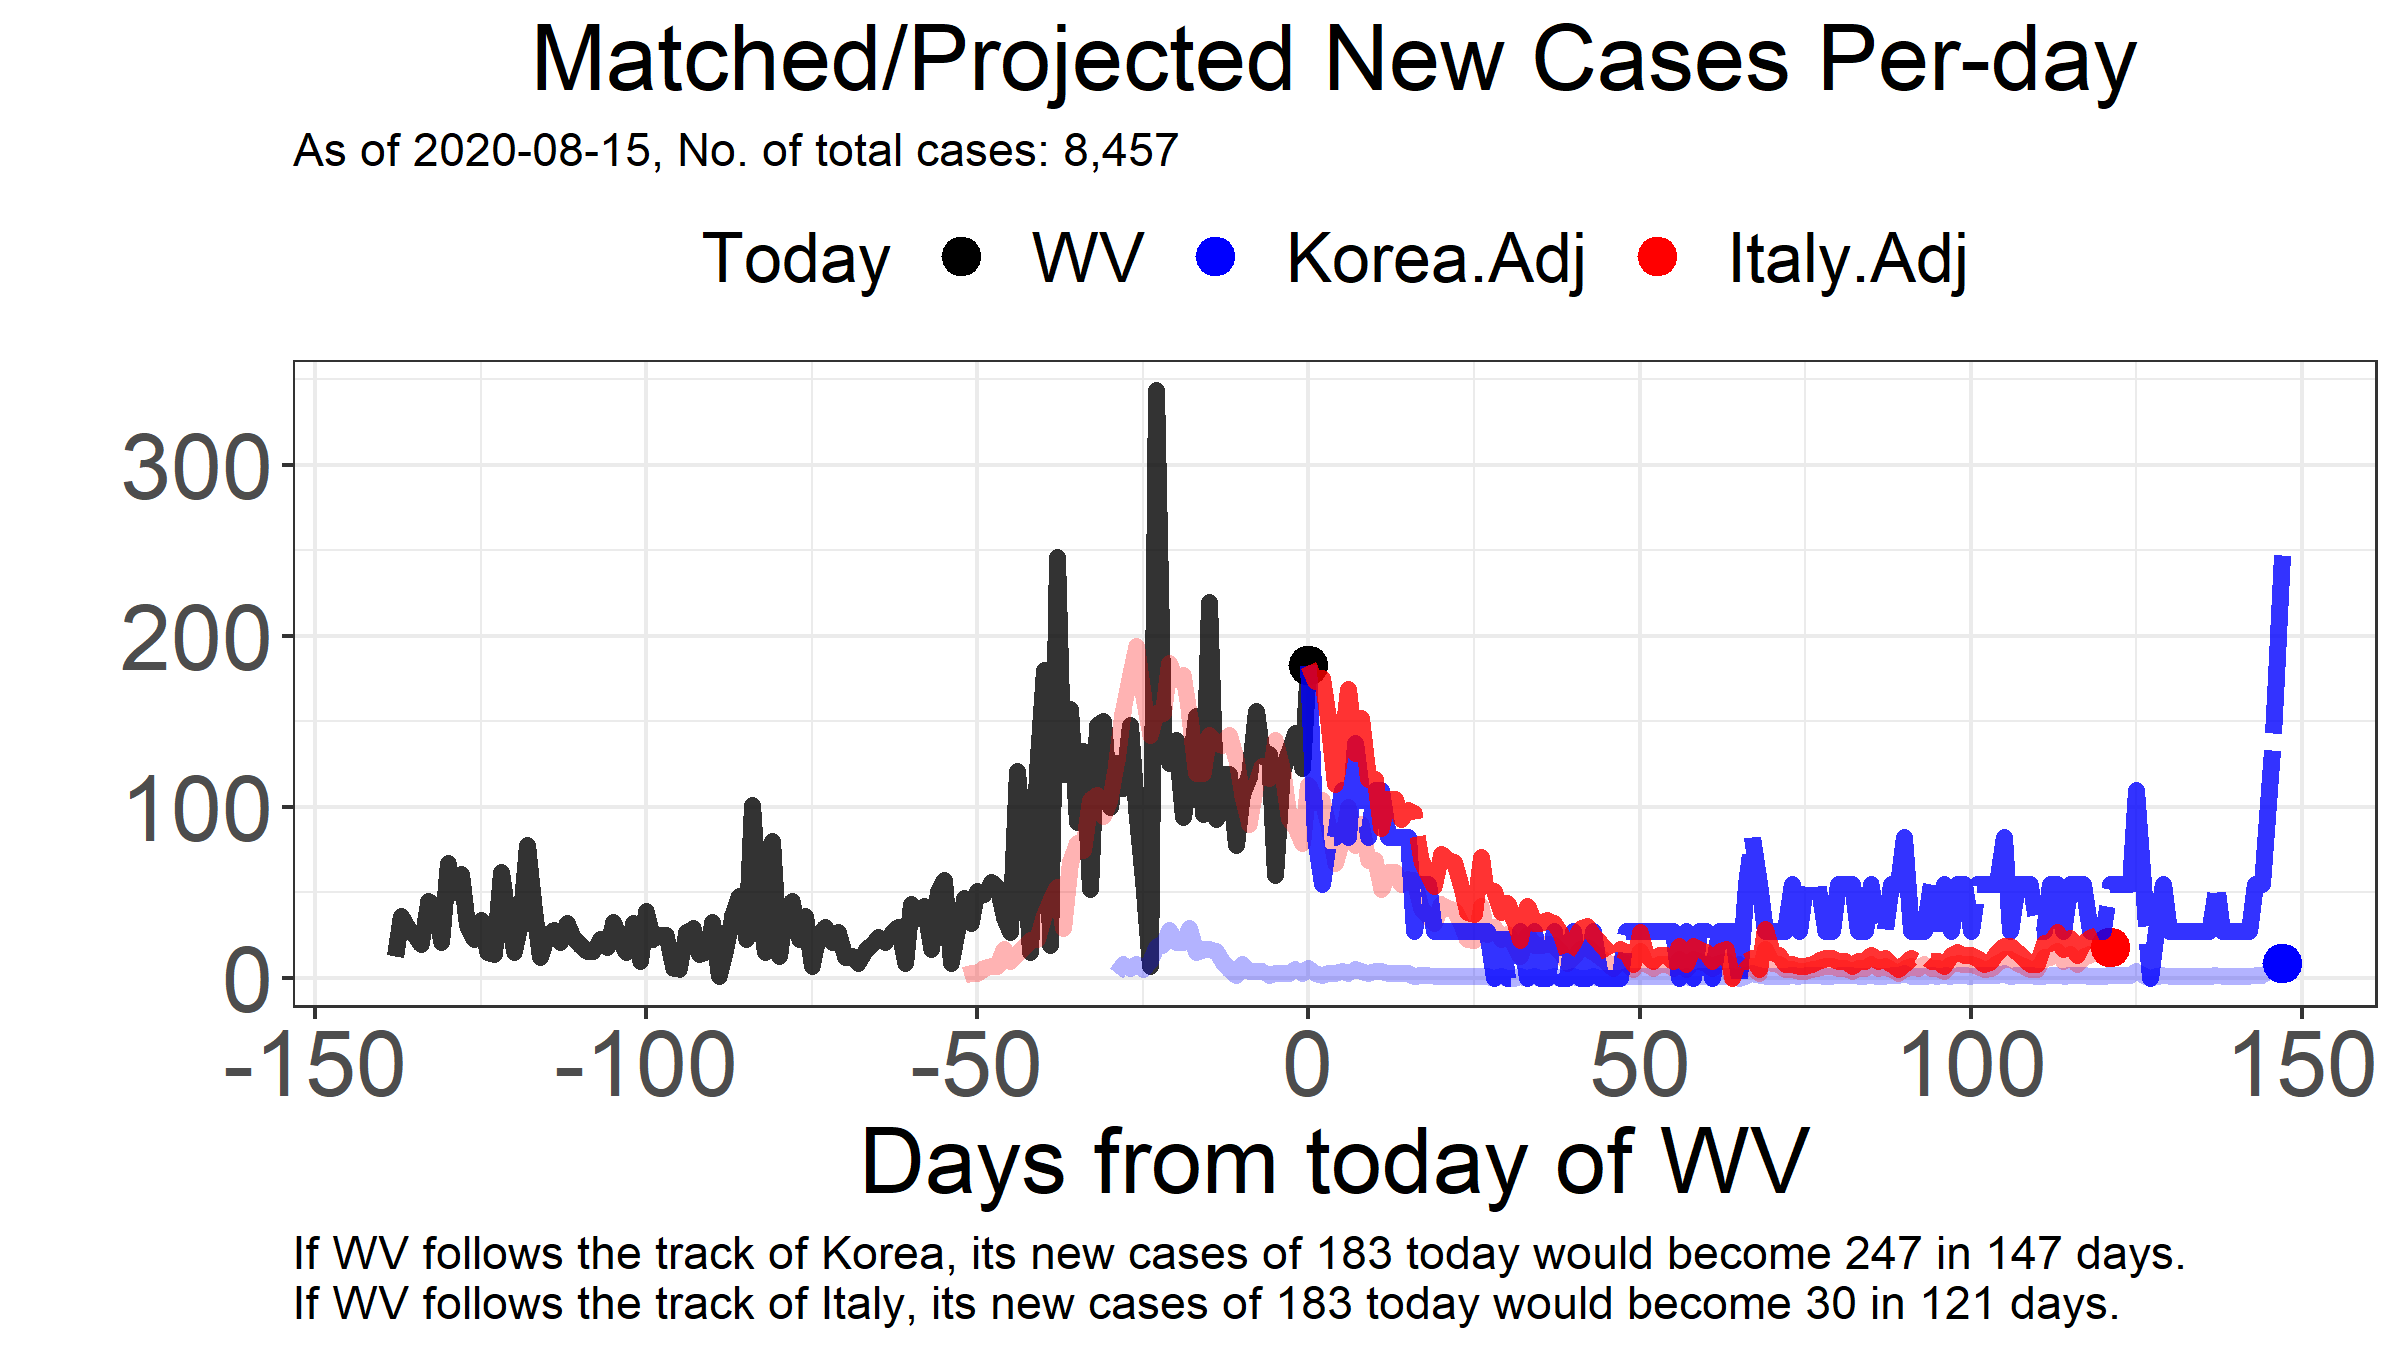 Matched/Projected New Cases Per-day
As of 2020-08-15, No. of total cases: 8,457
Today WV Korea.Adj Italy.Adj
300
200
100
0
-150 -100 -50 0 50 100 150
Days from today of WV
If WV follows the track of Korea, its new cases of 183 today would become 247 in 147 days.
If WV follows the track of Italy, its new cases of 183 today would become 30 in 121 days.